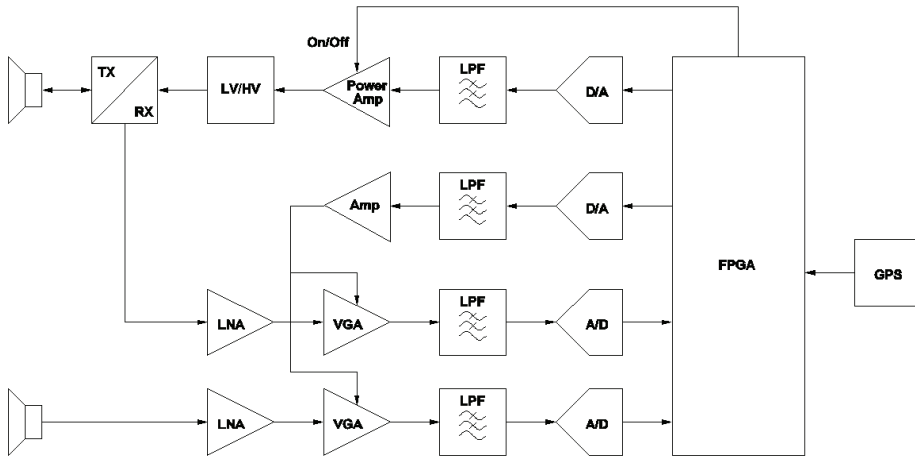 On/Off
TX
RX
LV/HV
Power
Amp
LPF
D/A
Amp
LPF
D/A
FPGA
GPS
LNA
VGA
LPF
A/D
LNA
VGA
LPF
A/D